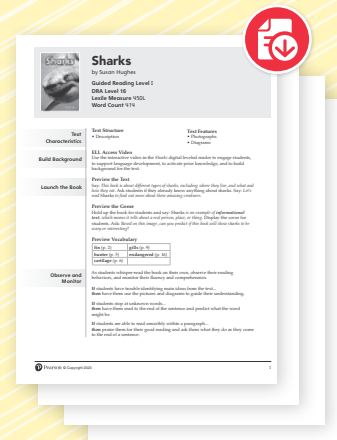 Sharks
Sharks
by Susan Hughes
Guided Reading Level I
DRA Level 16
Lexile Measure 450L
Word Count 474
Text
Characteristics
Text Structure
• Description
Text Features
• Photographs
• Diagrams
Build Background
ELL Access Video
Use the interactive video in the Sharks digital leveled reader to engage students,
to support language development, to activate prior knowledge, and to build
background for the text.
Launch the Book
Preview the Text
Say: This book is about different types of sharks, including where they live, and what and
how they eat. Ask students if they already know anything about sharks. Say: Let's
read Sharks to find out more about these amazing creatures.
Preview the Genre
Hold up the book for students and say: Sharks is an example of informational
text, which means it tells about a real person, place, or thing. Display the cover for
students. Ask: Based on this image, can you predict if this book will show sharks to be
scary or interesting?
Preview Vocabulary
fin (p. 2) gills (p. 4)
hunter (p. 5) endangered (p. 16)
cartilage (p. 6)
Observe and
Monitor
As students whisper-read the book on their own, observe their reading
behaviors, and monitor their fluency and comprehension.
If students have trouble identifying main ideas from the text…
then have them use the pictures and diagrams to guide their understanding.
If students stop at unknown words…
then have them read to the end of the sentence and predict what the word
might be.
If students are able to read smoothly within a paragraph…
then praise them for their good reading and ask them what they do as they come
to the end of a sentence.
Pearson © Copyright 2020
1